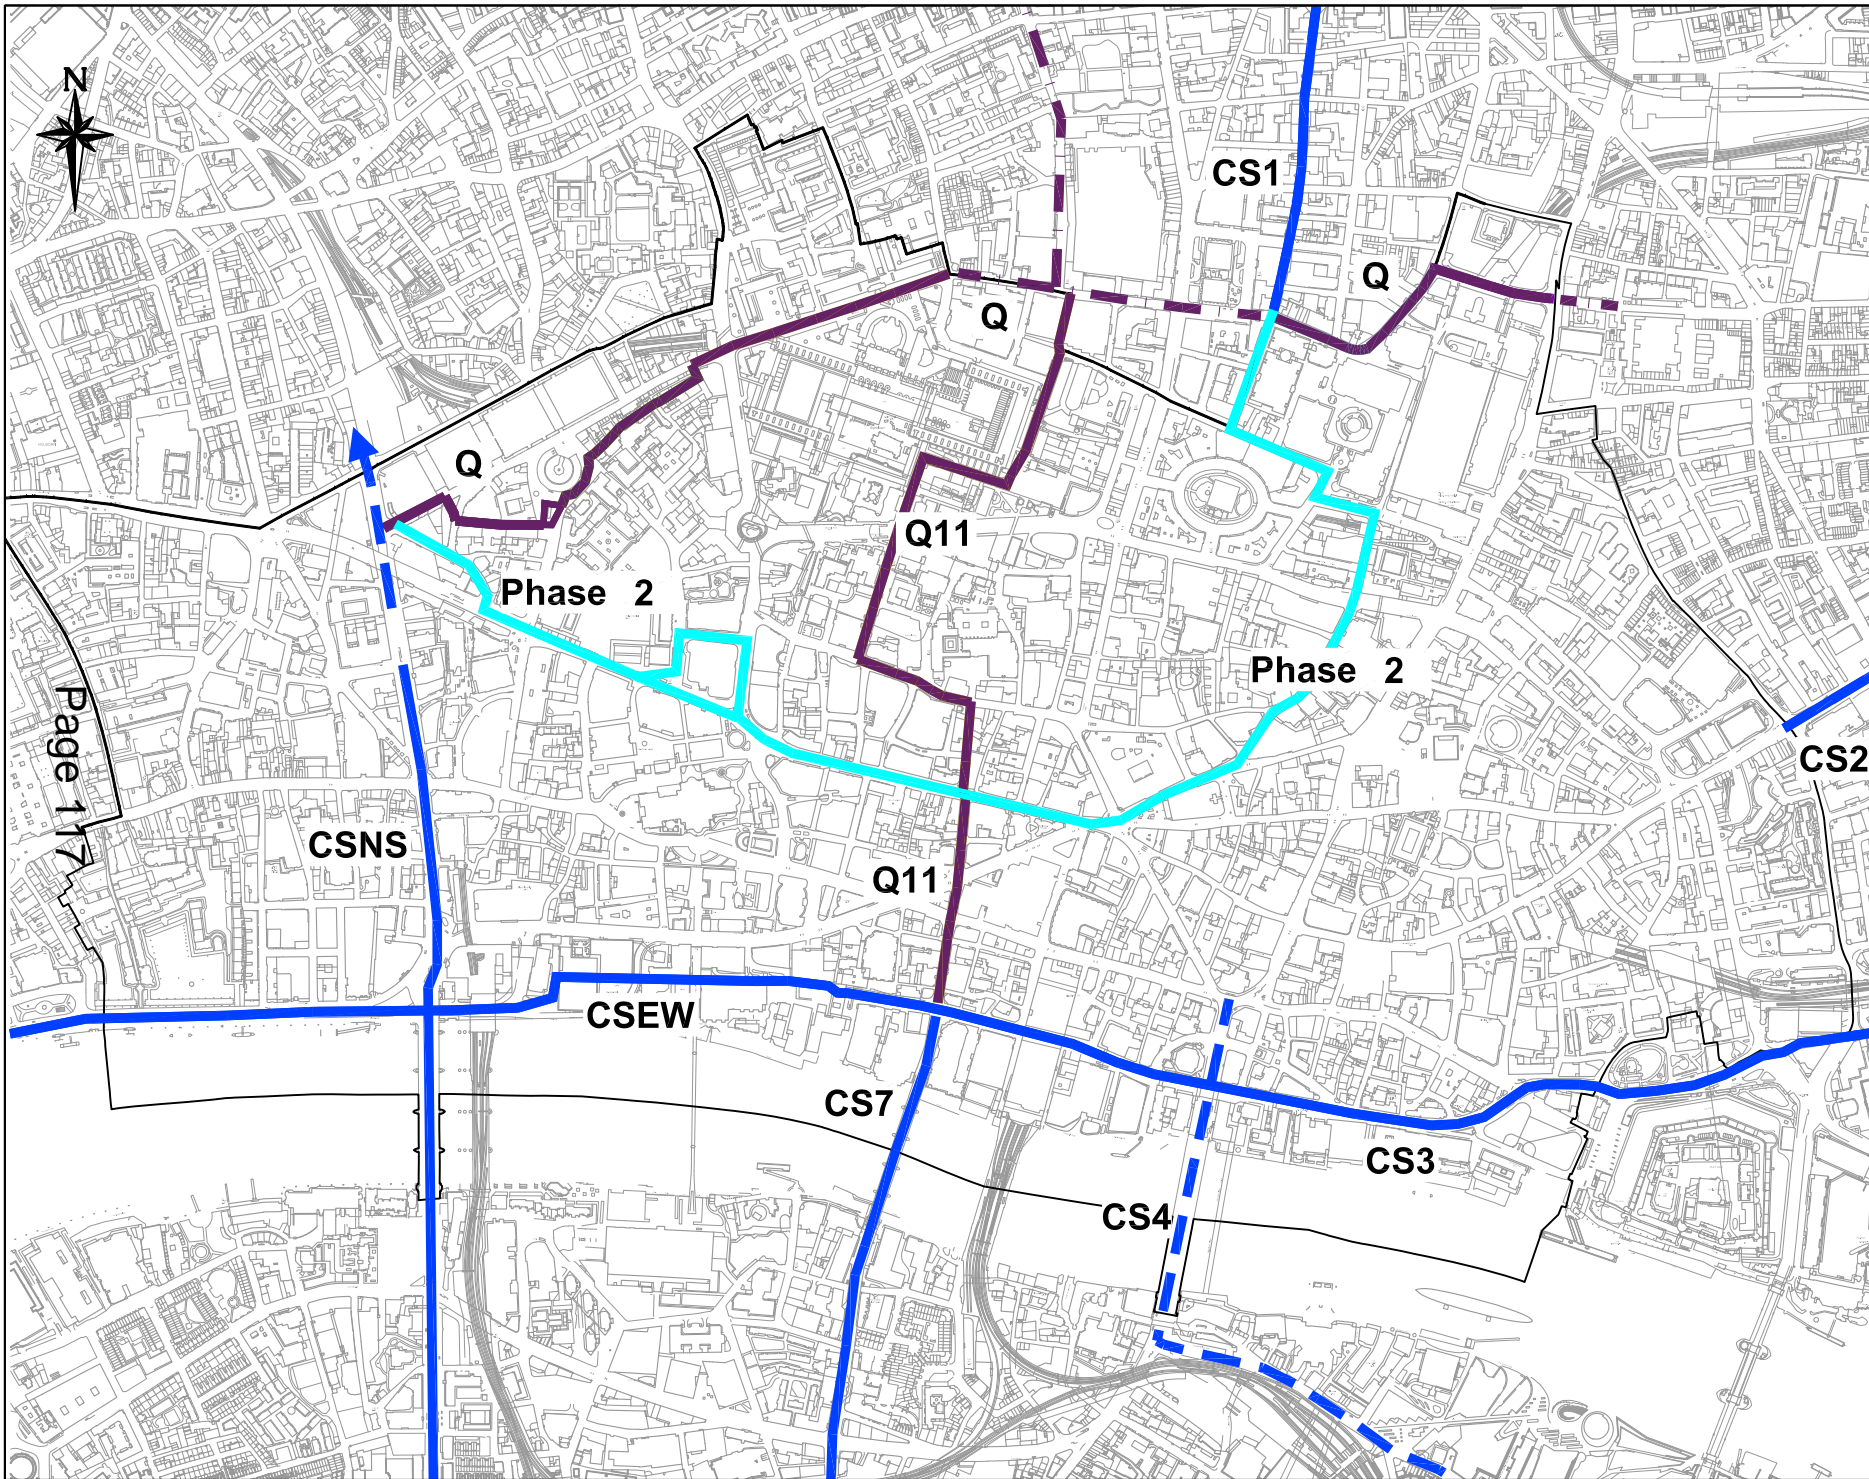 N
CS1
Q
Q
Q
Q11
Phase 2
Phase 2
Page 117
CS2
CSNS
Q11
CSEW
CS7
CS3
CS4